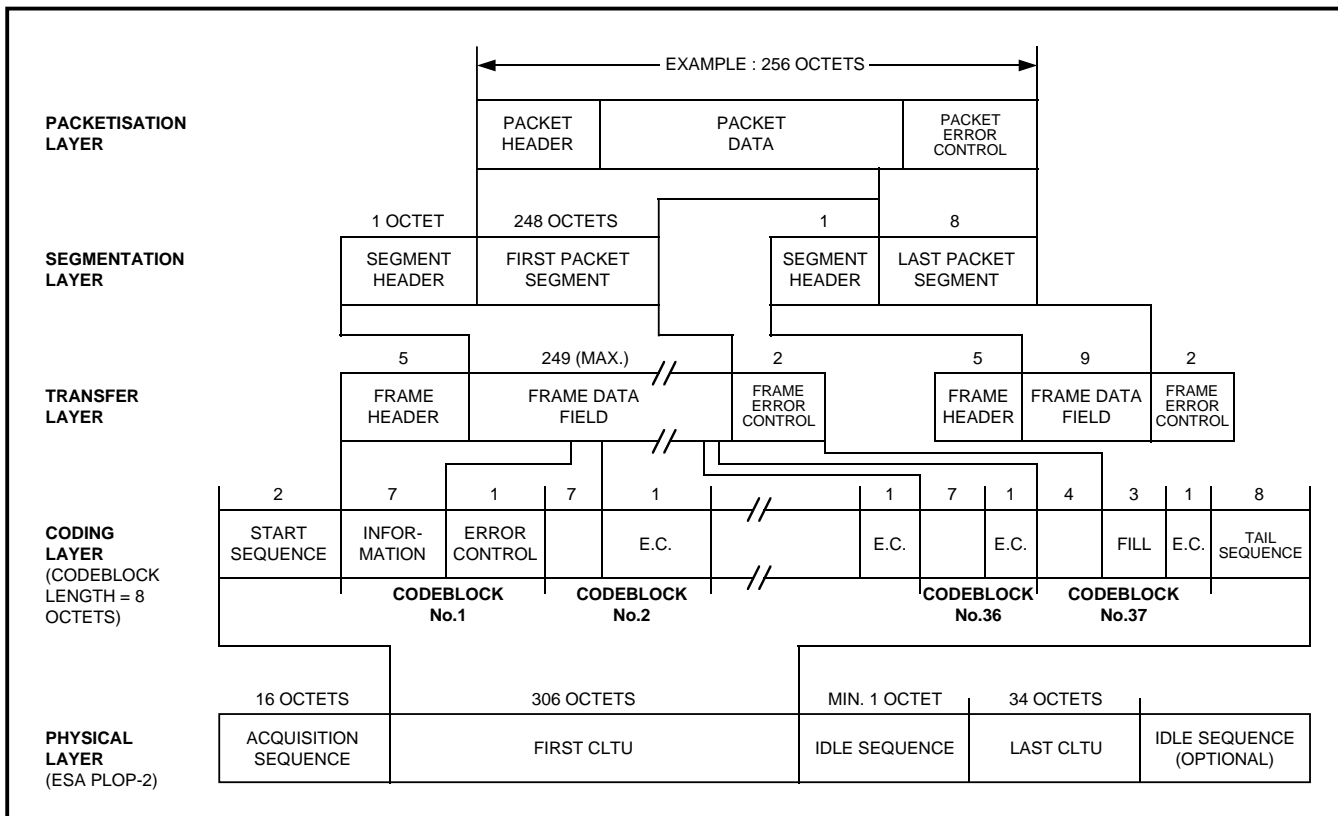 EXAMPLE : 256 OCTETS
PACKETISATION
LAYER
PACKET
HEADER
PACKET
DATA
PACKET
ERROR
CONTROL
1 OCTET
248 OCTETS
1
8
SEGMENTATION
LAYER
SEGMENT
HEADER
FIRST PACKET
SEGMENT
SEGMENT
HEADER
LAST PACKET
SEGMENT
5
249 (MAX.)
2
5
9
2
TRANSFER
LAYER
FRAME
HEADER
FRAME DATA
FIELD
FRAME
ERROR
CONTROL
FRAME
HEADER
FRAME DATA
FIELD
FRAME
ERROR
CONTROL
2
7
1
7
1
1
7
1
4
3
1
8
CODING
LAYER
(CODEBLOCK
LENGTH = 8
OCTETS)
START
SEQUENCE
INFOR-
MATION
ERROR
CONTROL
E.C.
E.C.
E.C.
FILL
E.C.
TAIL
SEQUENCE
CODEBLOCK
No.1
CODEBLOCK
No.2
CODEBLOCK
No.36
CODEBLOCK
No.37
16 OCTETS
306 OCTETS
MIN. 1 OCTET
34 OCTETS
PHYSICAL
LAYER
(ESA PLOP-2)
ACQUISITION
SEQUENCE
FIRST CLTU
IDLE SEQUENCE
LAST CLTU
IDLE SEQUENCE
(OPTIONAL)